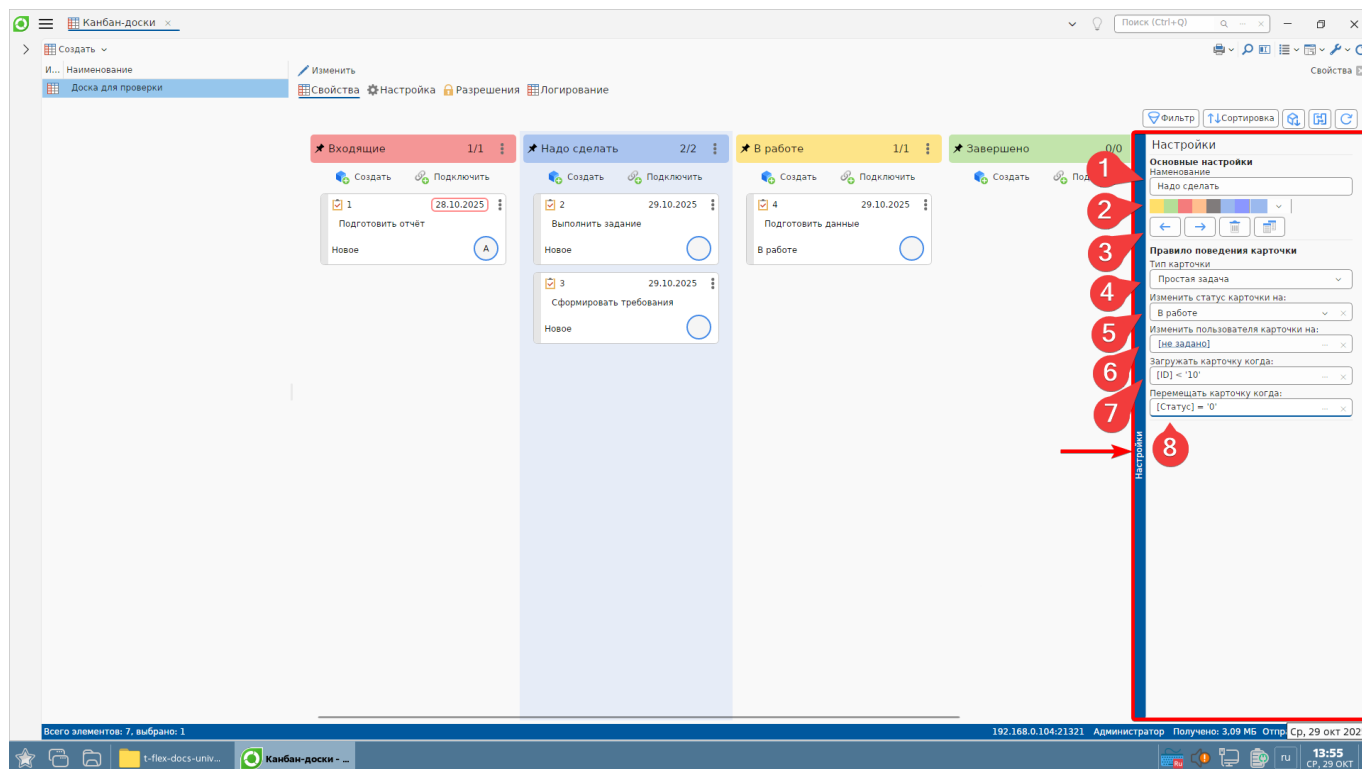 Канбан-доски ×
Поиск (Ctrl+Q)
Создать
И... Наименование
Доска для проверки
Изменить
Свойства
Свойства Настройка Разрешения Логирование
Фильтр ↑↓Сортировка
Входящие 1/1
Надо сделать 2/2
В работе 1/1
Завершено 0/0
Создать Подключить
Создать Подключить
Создать Подключить
Создать
1 28.10.2025
Подготовить отчёт
Новое A
2 29.10.2025
Выполнить задание
Новое
3 29.10.2025
Сформировать требования
Новое
4 29.10.2025
Подготовить данные
В работе
Настройки
Настройки
Основные настройки
Наменование
Надо сделать
Правило поведения карточки
Тип карточки
Простая задача
Изменить статус карточки на:
В работе
Изменить пользователя карточки на:
[не задано]
Загружать карточку когда:
[ID] < '10'
Перемещать карточку когда:
[Статус] = '0'
1
2
3
4
5
6
7
8
Всего элементов: 7, выбрано: 1
192.168.0.104:21321 Администратор Получено: 3,09 МБ
Ср, 29 окт 202
t-flex-docs-univ...
Канбан-доски - ...
Ru
ru
13:55
СР, 29 ОКТ